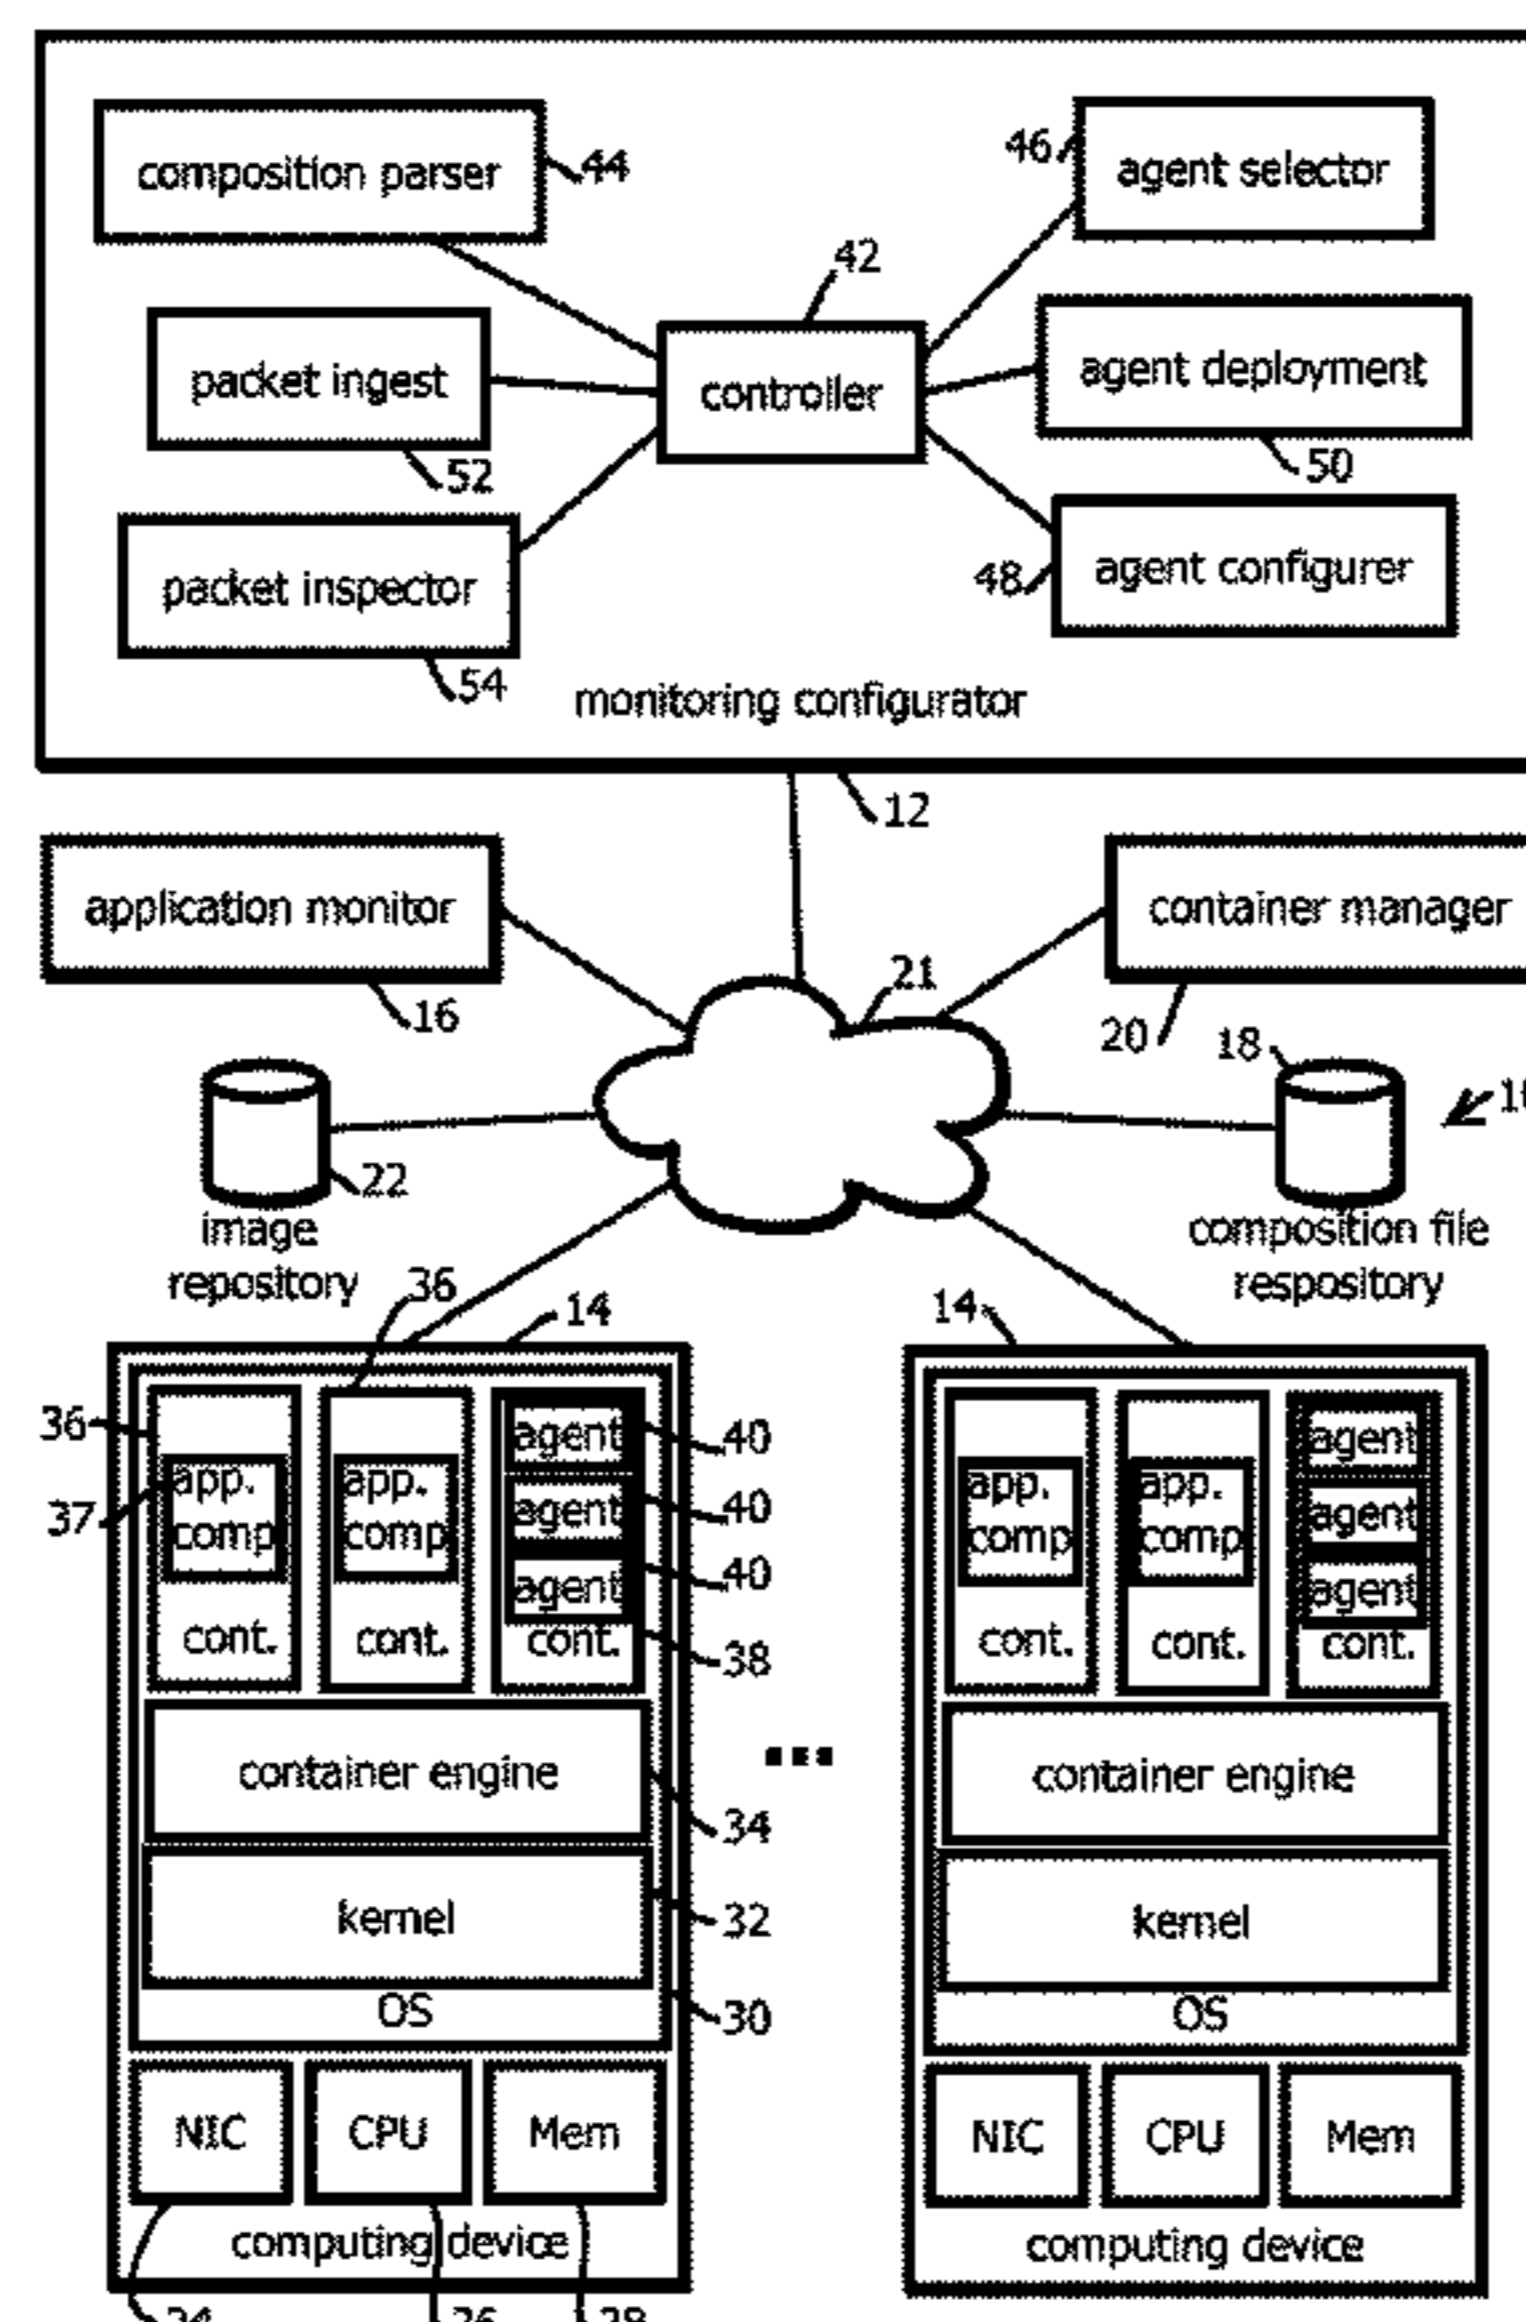 composition parser
44
46
agent selector
42
packet ingest
52
controller
agent deployment
50
packet inspector
54
48
agent configurer
monitoring configurator
12
application monitor
16
container manager
20
21
18
22
image
repository
composition file
respository
36
14
14
36
37
app.
comp
cont.
app.
comp
cont.
agent
agent
agent
cont.
40
40
40
38
container engine
34
kernel
32
OS
30
NIC
CPU
Mem
computing device
...
app.
comp
cont.
app.
comp
cont.
agent
agent
agent
cont.
container engine
kernel
OS
NIC
CPU
Mem
computing device